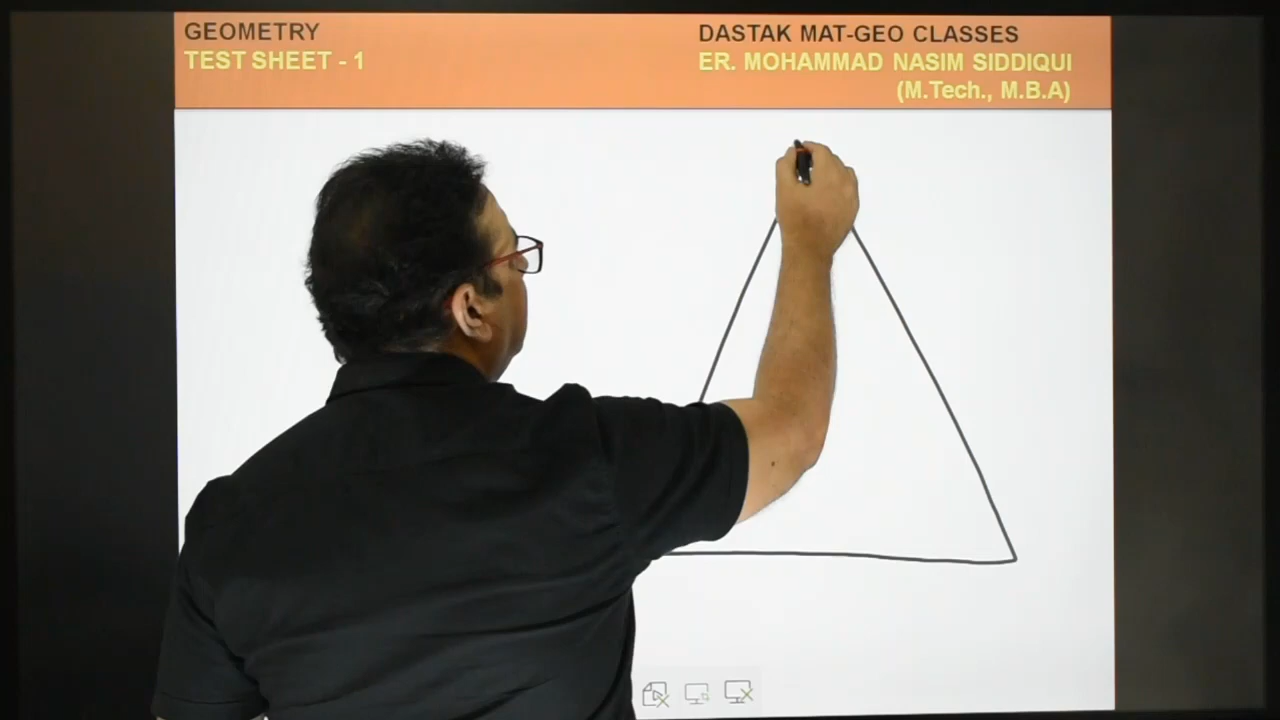 GEOMETRY
TEST SHEET - 1
DASTAK MAT-GEO CLASSES
ER. MOHAMMAD NASIM SIDDIQUI
(M.Tech., M.B.A)